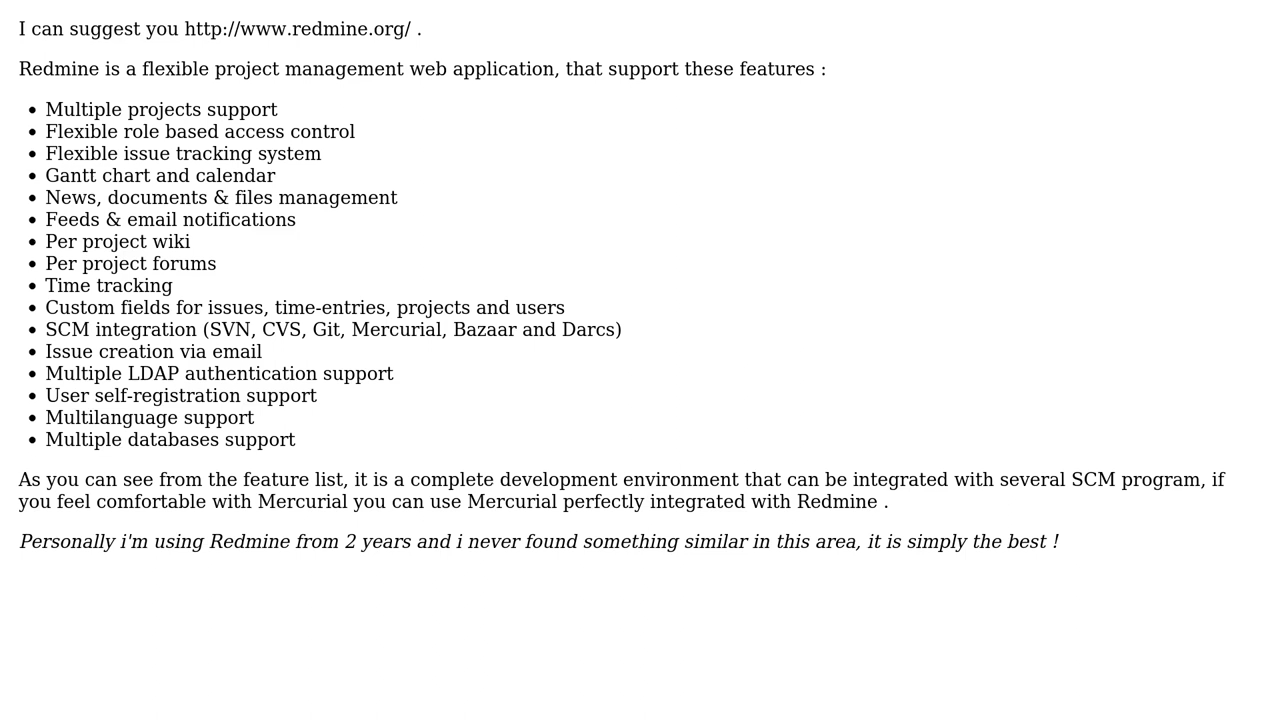 I can suggest you http://www.redmine.org/ .
Redmine is a flexible project management web application, that support these features :
• Multiple projects support
• Flexible role based access control
• Flexible issue tracking system
• Gantt chart and calendar
• News, documents & files management
• Feeds & email notifications
• Per project wiki
• Per project forums
• Time tracking
• Custom fields for issues, time-entries, projects and users
• SCM integration (SVN, CVS, Git, Mercurial, Bazaar and Darcs)
• Issue creation via email
• Multiple LDAP authentication support
• User self-registration support
• Multilanguage support
• Multiple databases support
As you can see from the feature list, it is a complete development environment that can be integrated with several SCM program, if
you feel comfortable with Mercurial you can use Mercurial perfectly integrated with Redmine .
Personally i'm using Redmine from 2 years and i never found something similar in this area, it is simply the best !